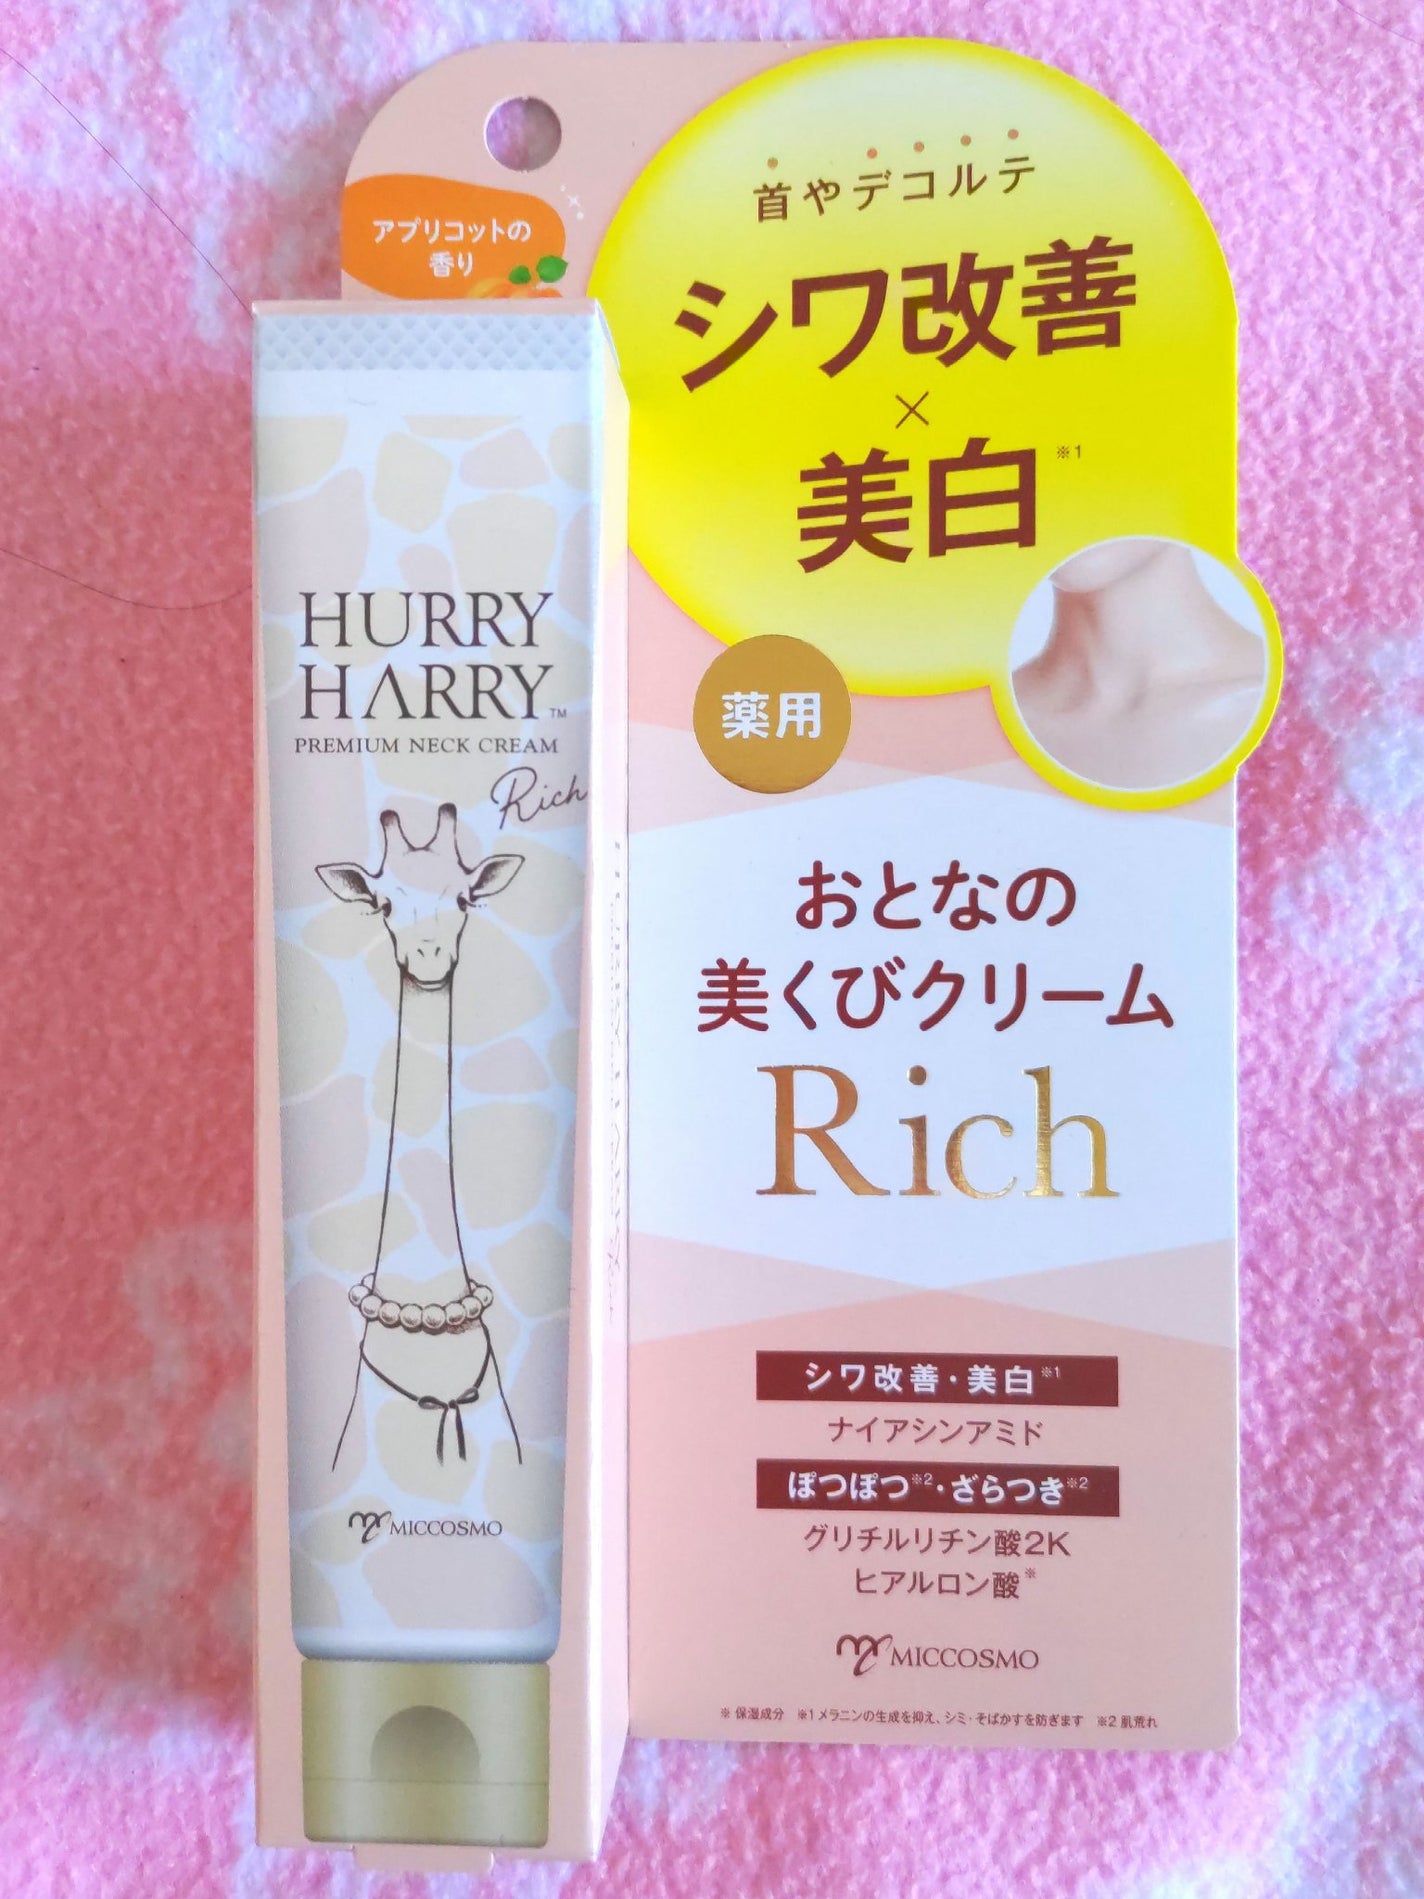 アプリコットの
香り
首やデコルテ
シワ改善
×
美白※1
薬用
おとなの
美くびクリーム
Rich
シワ改善・美白※1
ナイアシンアミド
ぽつぽつ※2・ざらつき※2
グリチルリチン酸2K
ヒアルロン酸※
MICCOSMO
※ 保湿成分 ※1 メラニンの生成を抑え、シミ・そばかすを防ぎます ※2 肌荒れ
HURRY
HARRY™
PREMIUM NECK CREAM
Rich
MICCOSMO